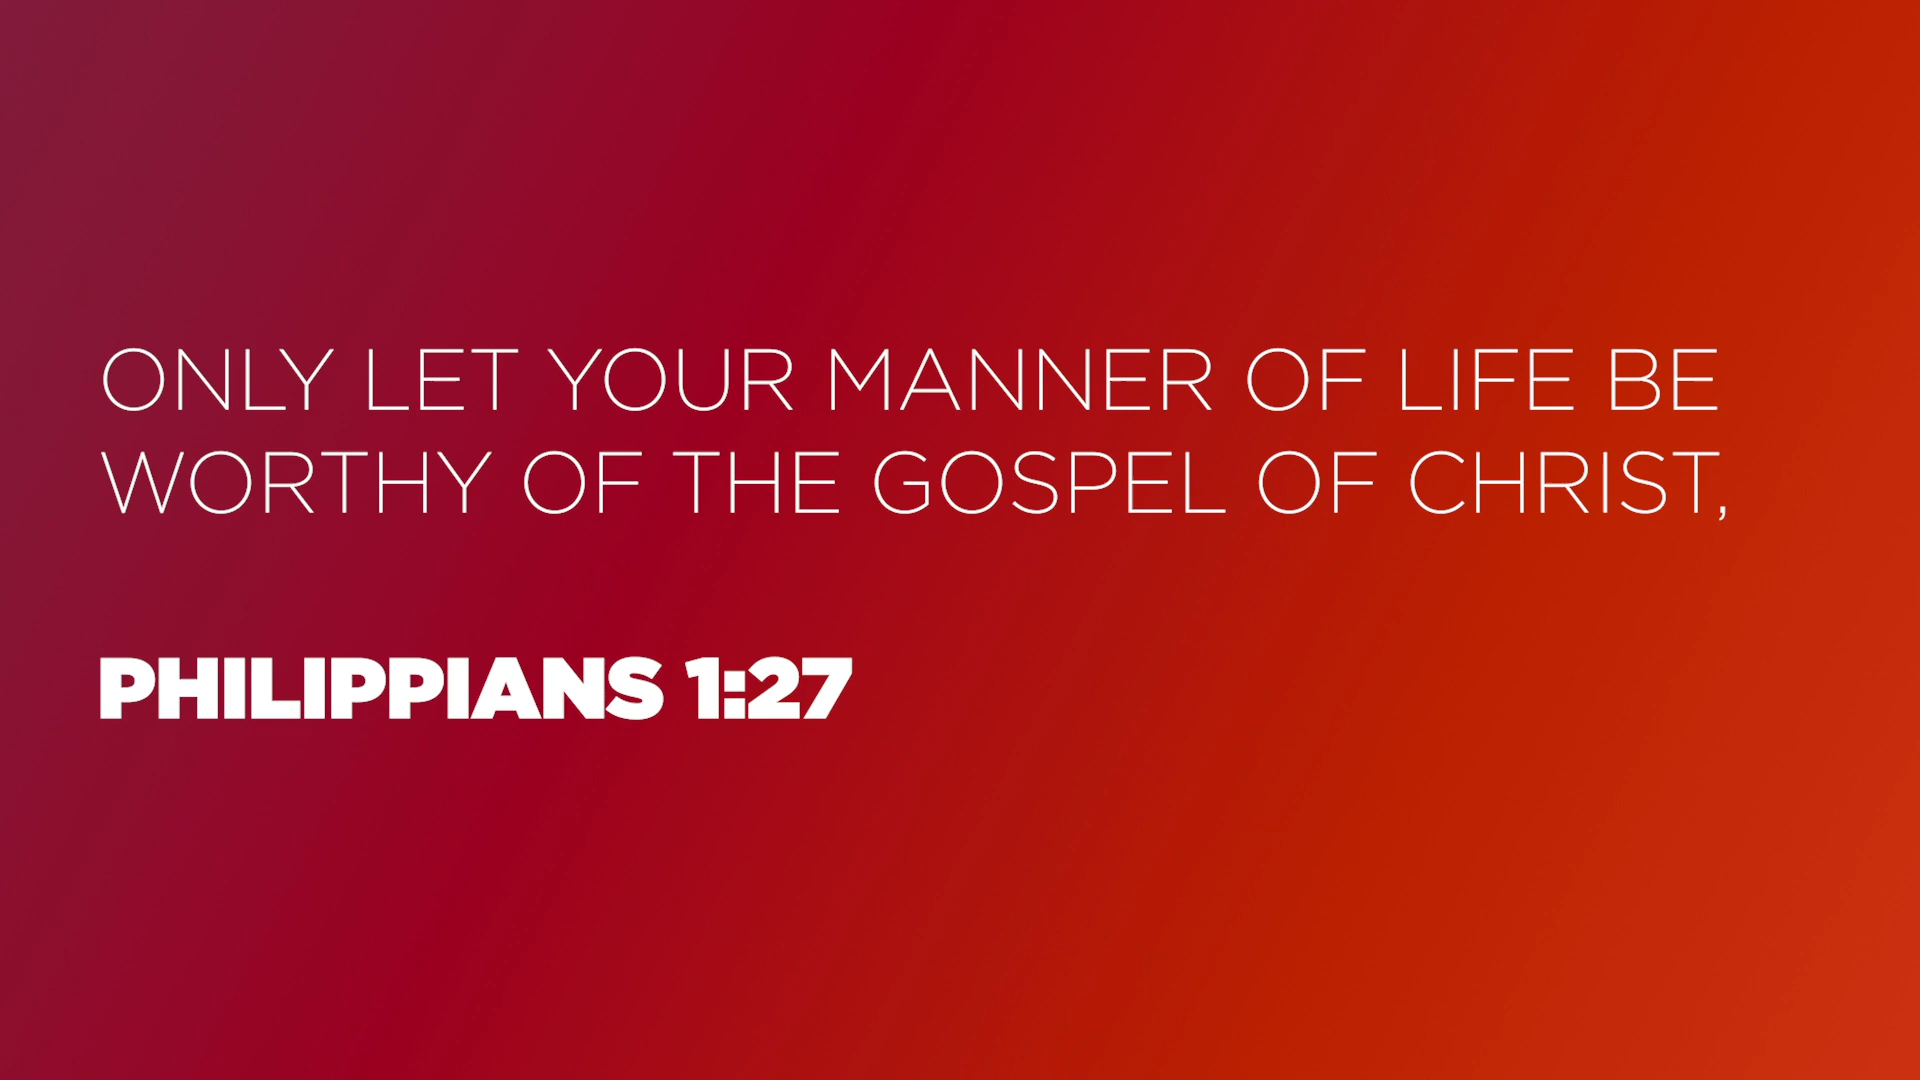 ONLY LET YOUR MANNER OF LIFE BE
WORTHY OF THE GOSPEL OF CHRIST,
PHILIPPIANS 1:27